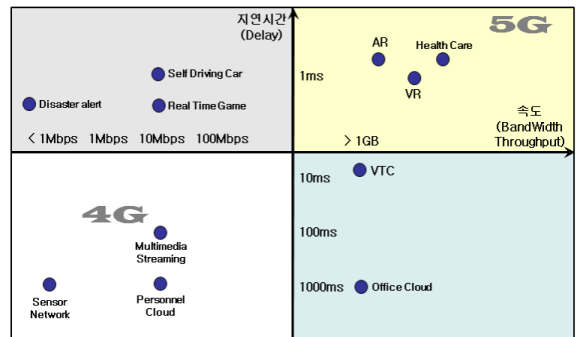 지연시간
(Delay)
5G
AR
Health Care
Self Driving Car
1ms
VR
Disaster alert
Real Time Game
속도
(BandWidth
Throughput)
< 1Mbps 1Mbps 10Mbps 100Mbps
> 1GB
10ms
VTC
4G
100ms
Multimedia
Streaming
1000ms
Office Cloud
Sensor
Network
Personnel
Cloud